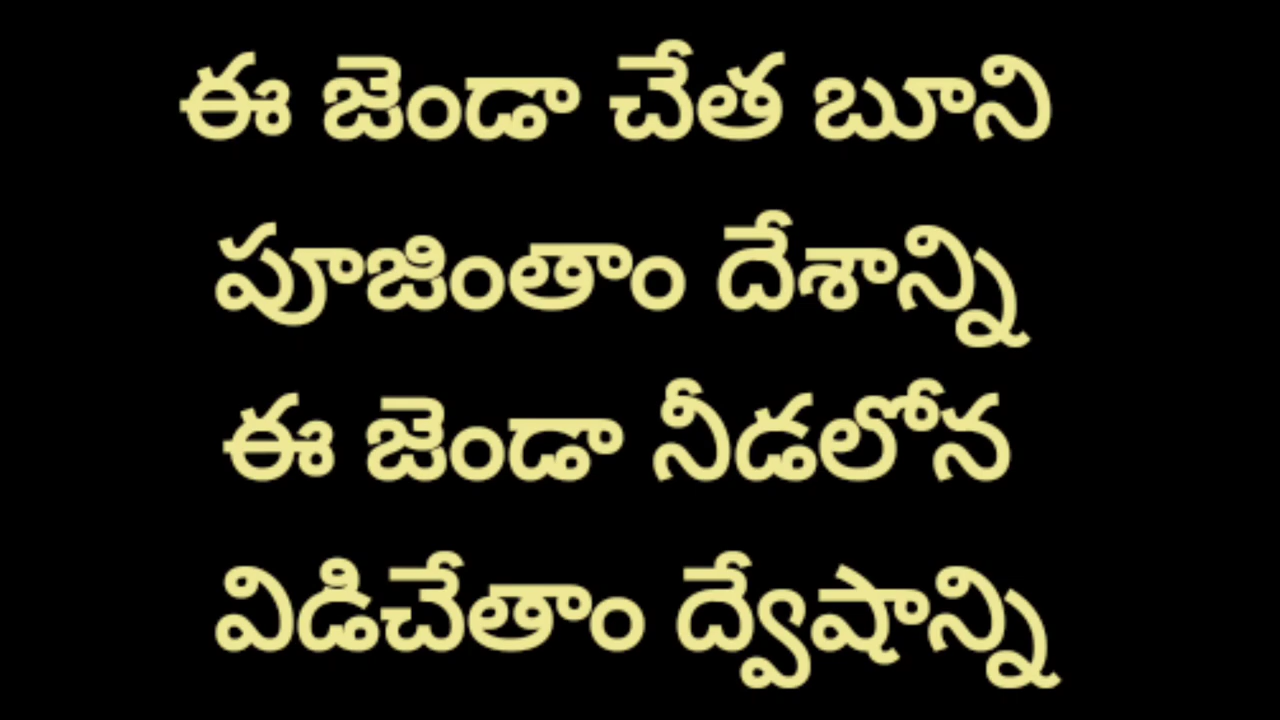 ఈ జెండా చేత బూని
పూజింతాం దేశాన్ని
ఈ జెండా నీడలోన
విడిచేతాం ద్వేషాన్ని